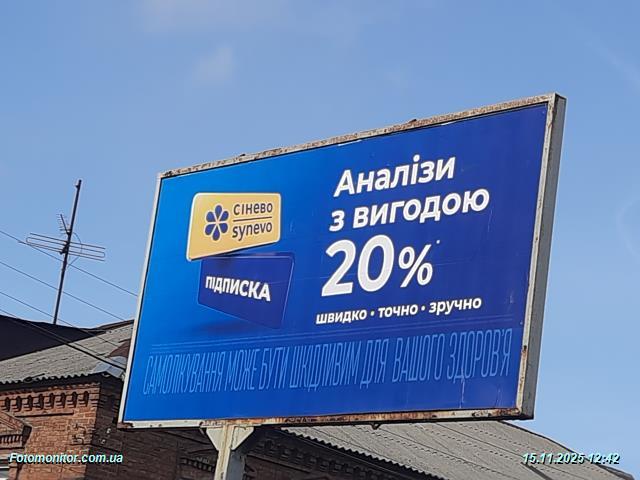 Аналізи
з вигодою
20%*
швидко • точно • зручно
сінево
synevo
ПІДПИСКА
САМОЛІКУВАННЯ МОЖЕ БУТИ ШКІДЛИВИМ ДЛЯ ВАШОГО ЗДОРОВ'Я
Fotomonitor.com.ua
15.11.2025 12:42